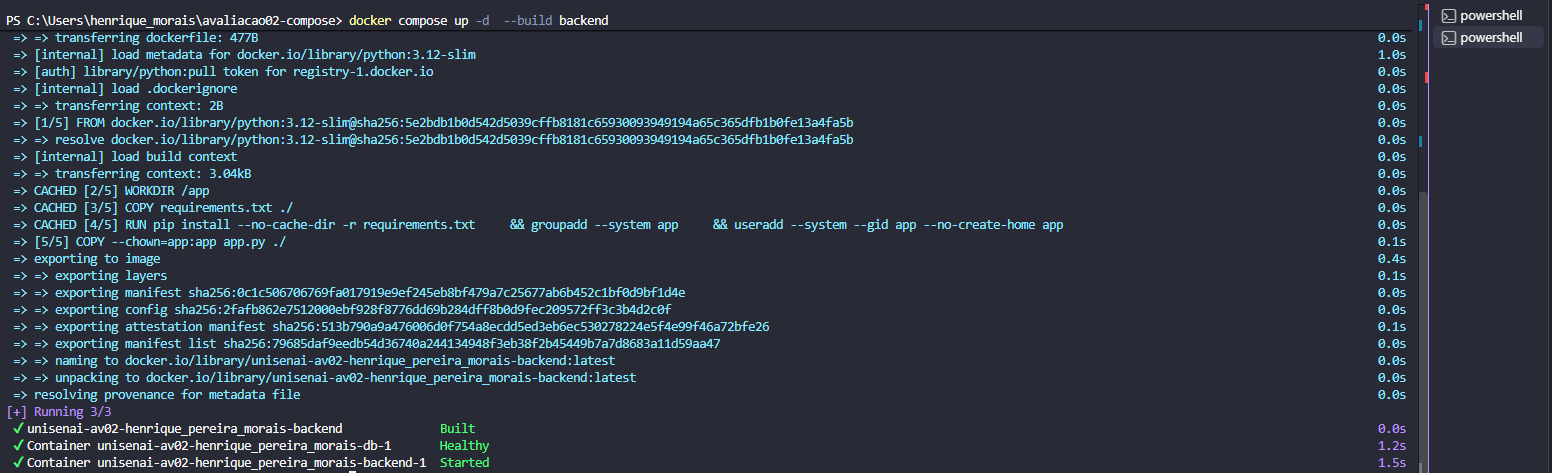 PS C:\Users\henrique_morais\avaliacao02-compose> docker compose up -d  --build backend
=> => transferring dockerfile: 477B 0.0s
=> [internal] load metadata for docker.io/library/python:3.12-slim 1.0s
=> [auth] library/python:pull token for registry-1.docker.io 0.0s
=> [internal] load .dockerignore 0.0s
=> => transferring context: 2B 0.0s
=> [1/5] FROM docker.io/library/python:3.12-slim@sha256:5e2bdb1b0d542d5039cffb8181c65930093949194a65c365dfb1b0fe13a4fa5b 0.0s
=> => resolve docker.io/library/python:3.12-slim@sha256:5e2bdb1b0d542d5039cffb8181c65930093949194a65c365dfb1b0fe13a4fa5b 0.0s
=> [internal] load build context 0.0s
=> => transferring context: 3.04kB 0.0s
=> CACHED [2/5] WORKDIR /app 0.0s
=> CACHED [3/5] COPY requirements.txt ./ 0.0s
=> CACHED [4/5] RUN pip install --no-cache-dir -r requirements.txt     && groupadd --system app     && useradd --system --gid app --no-create-home app 0.0s
=> [5/5] COPY --chown=app:app app.py ./ 0.1s
=> exporting to image 0.4s
=> => exporting layers 0.1s
=> => exporting manifest sha256:0c1c506706769fa017919e9ef245eb8bf479a7c25677ab6b452c1bf0d9bf1d4e 0.0s
=> => exporting config sha256:2fafb862e7512000ebf928f8776dd69b284dff8b0d9fec209572ff3c3b4d2c0f 0.0s
=> => exporting attestation manifest sha256:513b790a9a476006d0f754a8ecdd5ed3eb6ec530278224e5f4e99f46a72bfe26 0.1s
=> => exporting manifest list sha256:79685daf9eedb54d36740a244134948f3eb38f2b45449b7a7d8683a11d59aa47 0.0s
=> => naming to docker.io/library/unisenai-av02-henrique_pereira_morais-backend:latest 0.0s
=> => unpacking to docker.io/library/unisenai-av02-henrique_pereira_morais-backend:latest 0.0s
=> resolving provenance for metadata file 0.0s
[+] Running 3/3
✔ unisenai-av02-henrique_pereira_morais-backend Built 0.0s
✔ Container unisenai-av02-henrique_pereira_morais-db-1 Healthy 1.2s
✔ Container unisenai-av02-henrique_pereira_morais-backend-1 Started 1.5s
powershell
powershell